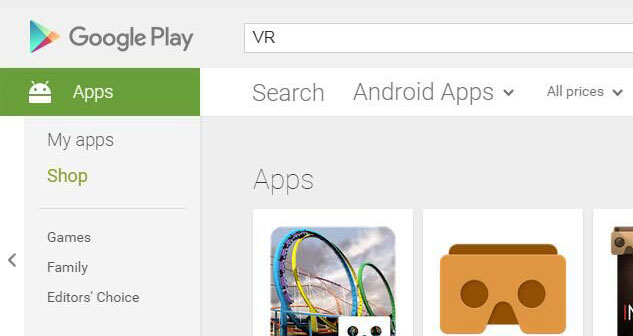 Google Play
VR
Apps
Search
Android Apps
All prices
My apps
Shop
Games
Family
Editors' Choice
Apps